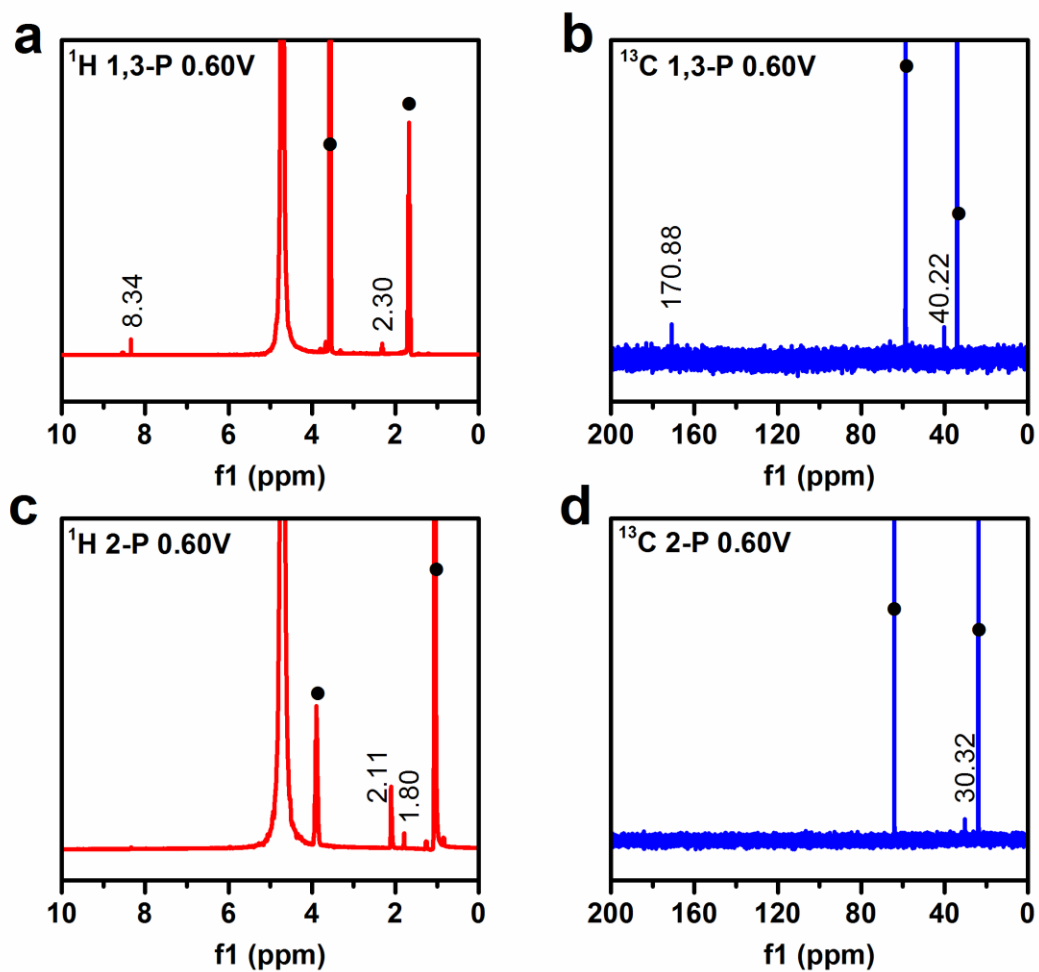 a
¹H 1,3-P 0.60V
8.34
2.30
10 8 6 4 2 0
f1 (ppm)
b
¹³C 1,3-P 0.60V
170.88
40.22
200 160 120 80 40 0
f1 (ppm)
c
¹H 2-P 0.60V
2.11
1.80
10 8 6 4 2 0
f1 (ppm)
d
¹³C 2-P 0.60V
30.32
200 160 120 80 40 0
f1 (ppm)